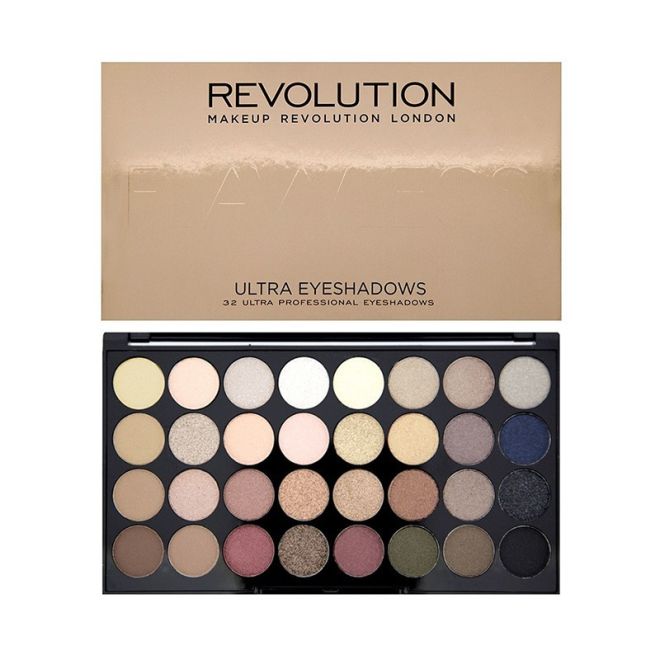 REVOLUTION
MAKEUP REVOLUTION LONDON
ULTRA EYESHADOWS
32 ULTRA PROFESSIONAL EYESHADOWS